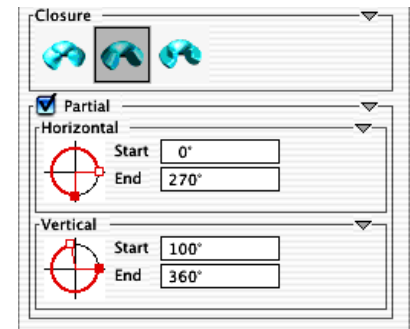 Closure
Partial
Horizontal
Start 0°
End 270°
Vertical
Start 100°
End 360°